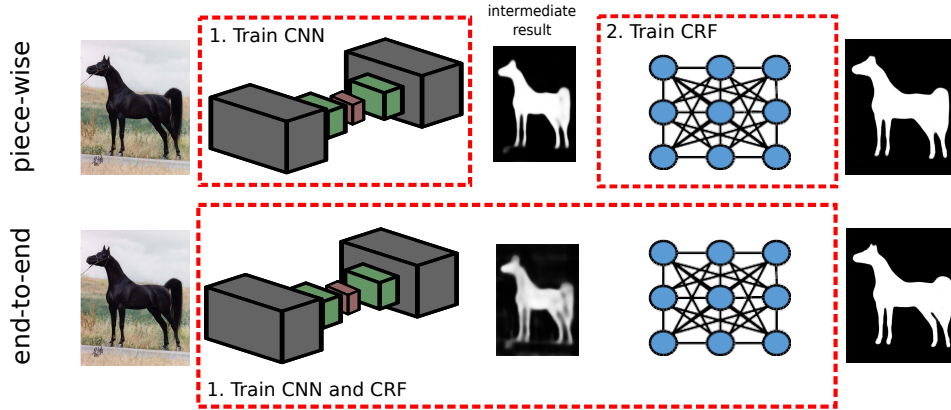 piece-wise
1. Train CNN
intermediate
result
2. Train CRF
end-to-end
1. Train CNN and CRF